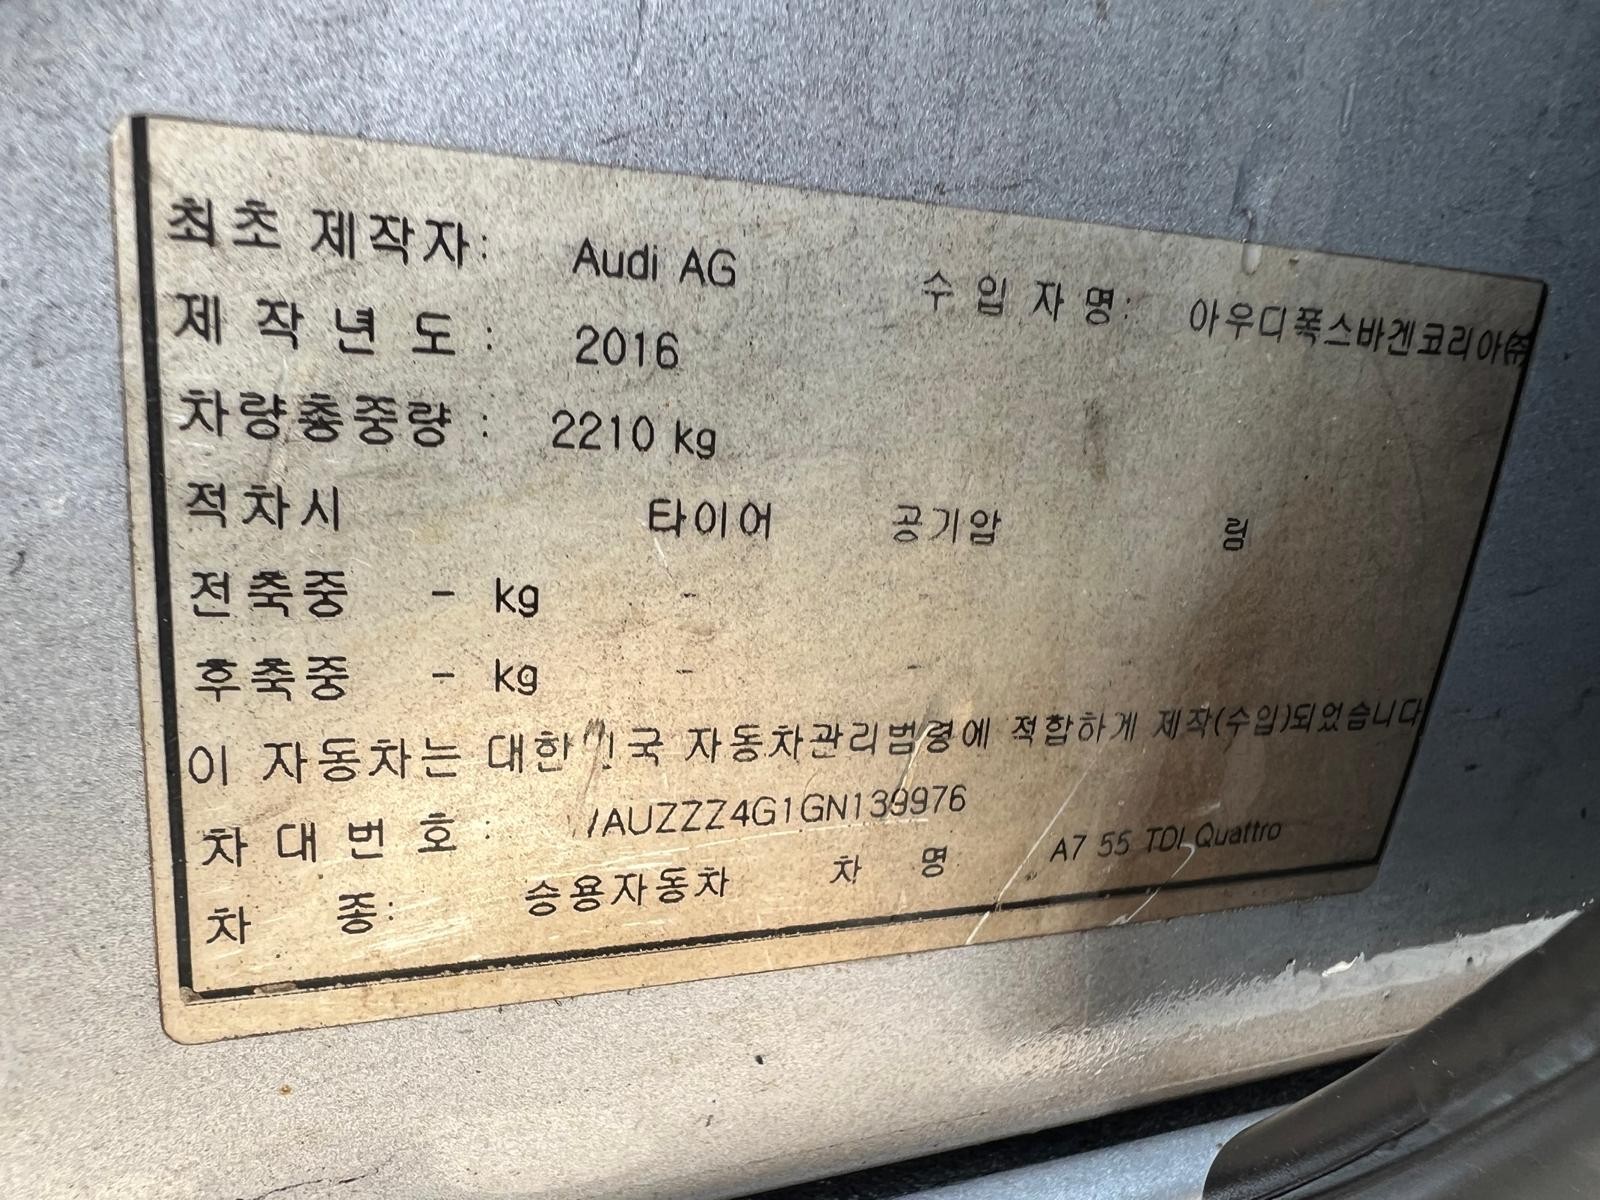 최초 제작자: Audi AG 수입자명: 아우디폭스바겐코리아㈜
제작년도: 2016
차량총중량: 2210 kg
적차시 타이어 공기압 림
전축중 - kg - -
후축중 - kg - -
이 자동차는 자동차관리법령에 적합하게 제작(수입)되었습니다
차대번호:
차 종: 승용자동차 차 명 A7 55 TDI Quattro